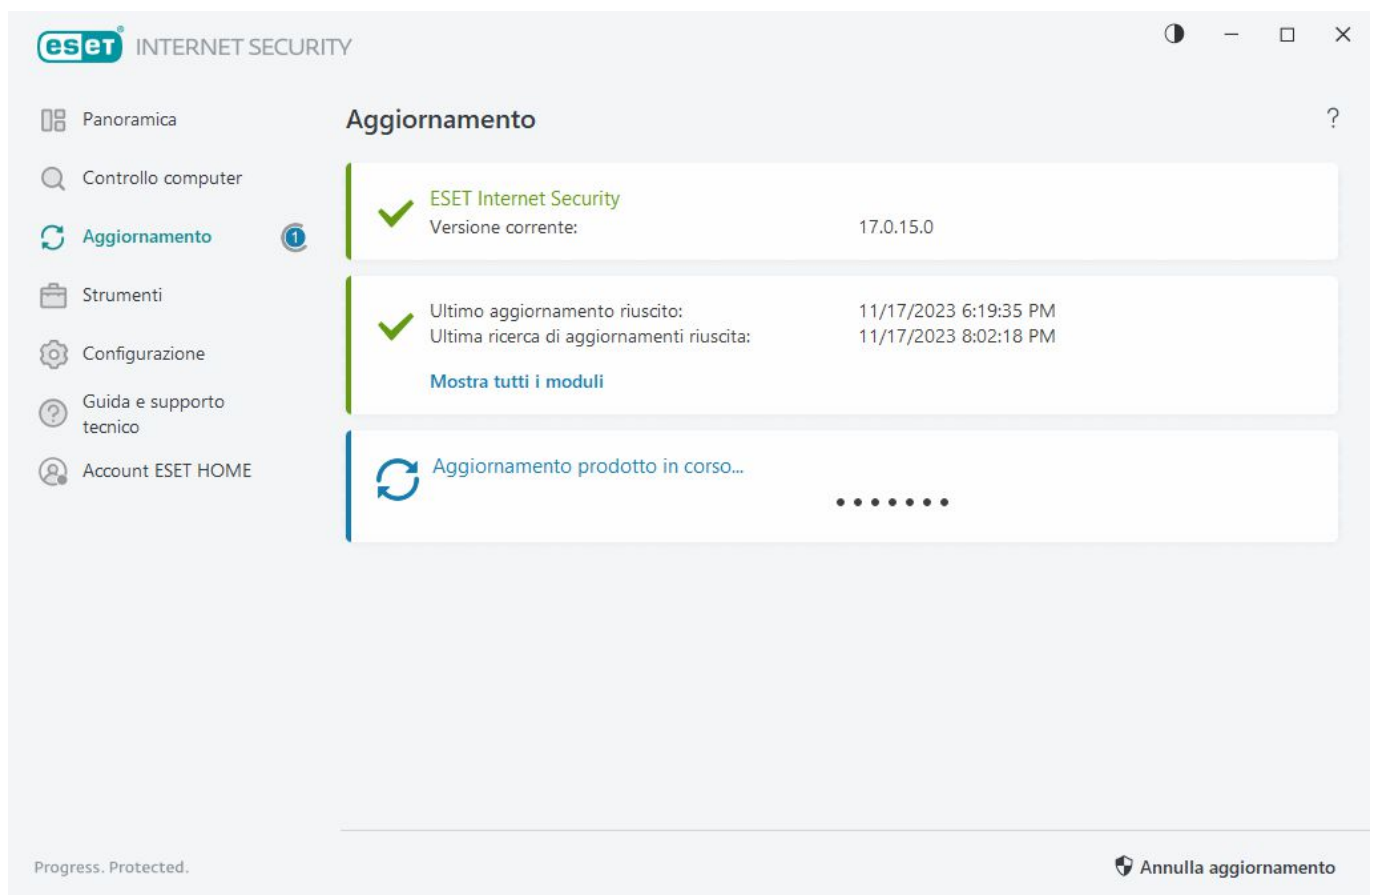 eset® INTERNET SECURITY
Panoramica
Controllo computer
Aggiornamento 1
Strumenti
Configurazione
Guida e supporto
tecnico
Account ESET HOME
Aggiornamento ?
ESET Internet Security
Versione corrente: 17.0.15.0
Ultimo aggiornamento riuscito: 11/17/2023 6:19:35 PM
Ultima ricerca di aggiornamenti riuscita: 11/17/2023 8:02:18 PM
Mostra tutti i moduli
Aggiornamento prodotto in corso...
Progress. Protected.
Annulla aggiornamento